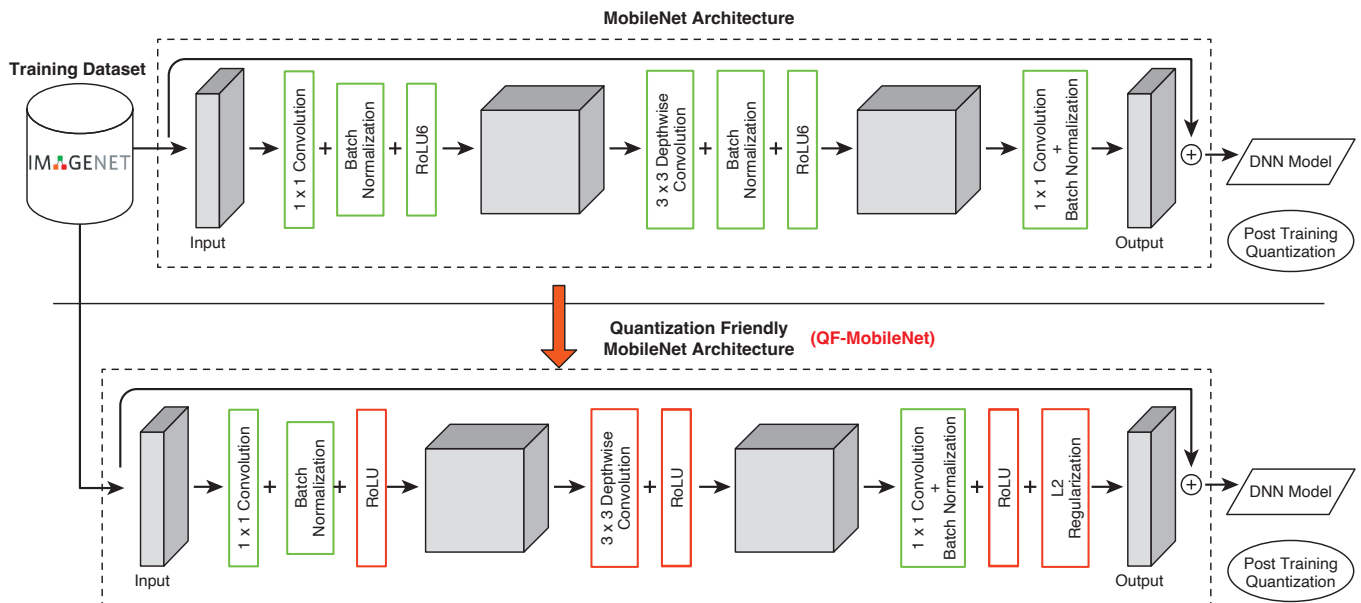 MobileNet Architecture
Training Dataset
IMAGENET
Input
1 x 1 Convolution
+
Batch
Normalization
+
RoLU6
3 x 3 Depthwise
Convolution
+
Batch
Normalization
+
RoLU6
1 x 1 Convolution
+
Batch Normalization
Output
+
DNN Model
Post Training
Quantization
Quantization Friendly
MobileNet Architecture
(QF-MobileNet)
Input
1 x 1 Convolution
+
Batch
Normalization
+
RoLU
3 x 3 Depthwise
Convolution
+
RoLU
1 x 1 Convolution
+
Batch Normalization
+
RoLU
+
L2
Regularization
Output
+
DNN Model
Post Training
Quantization